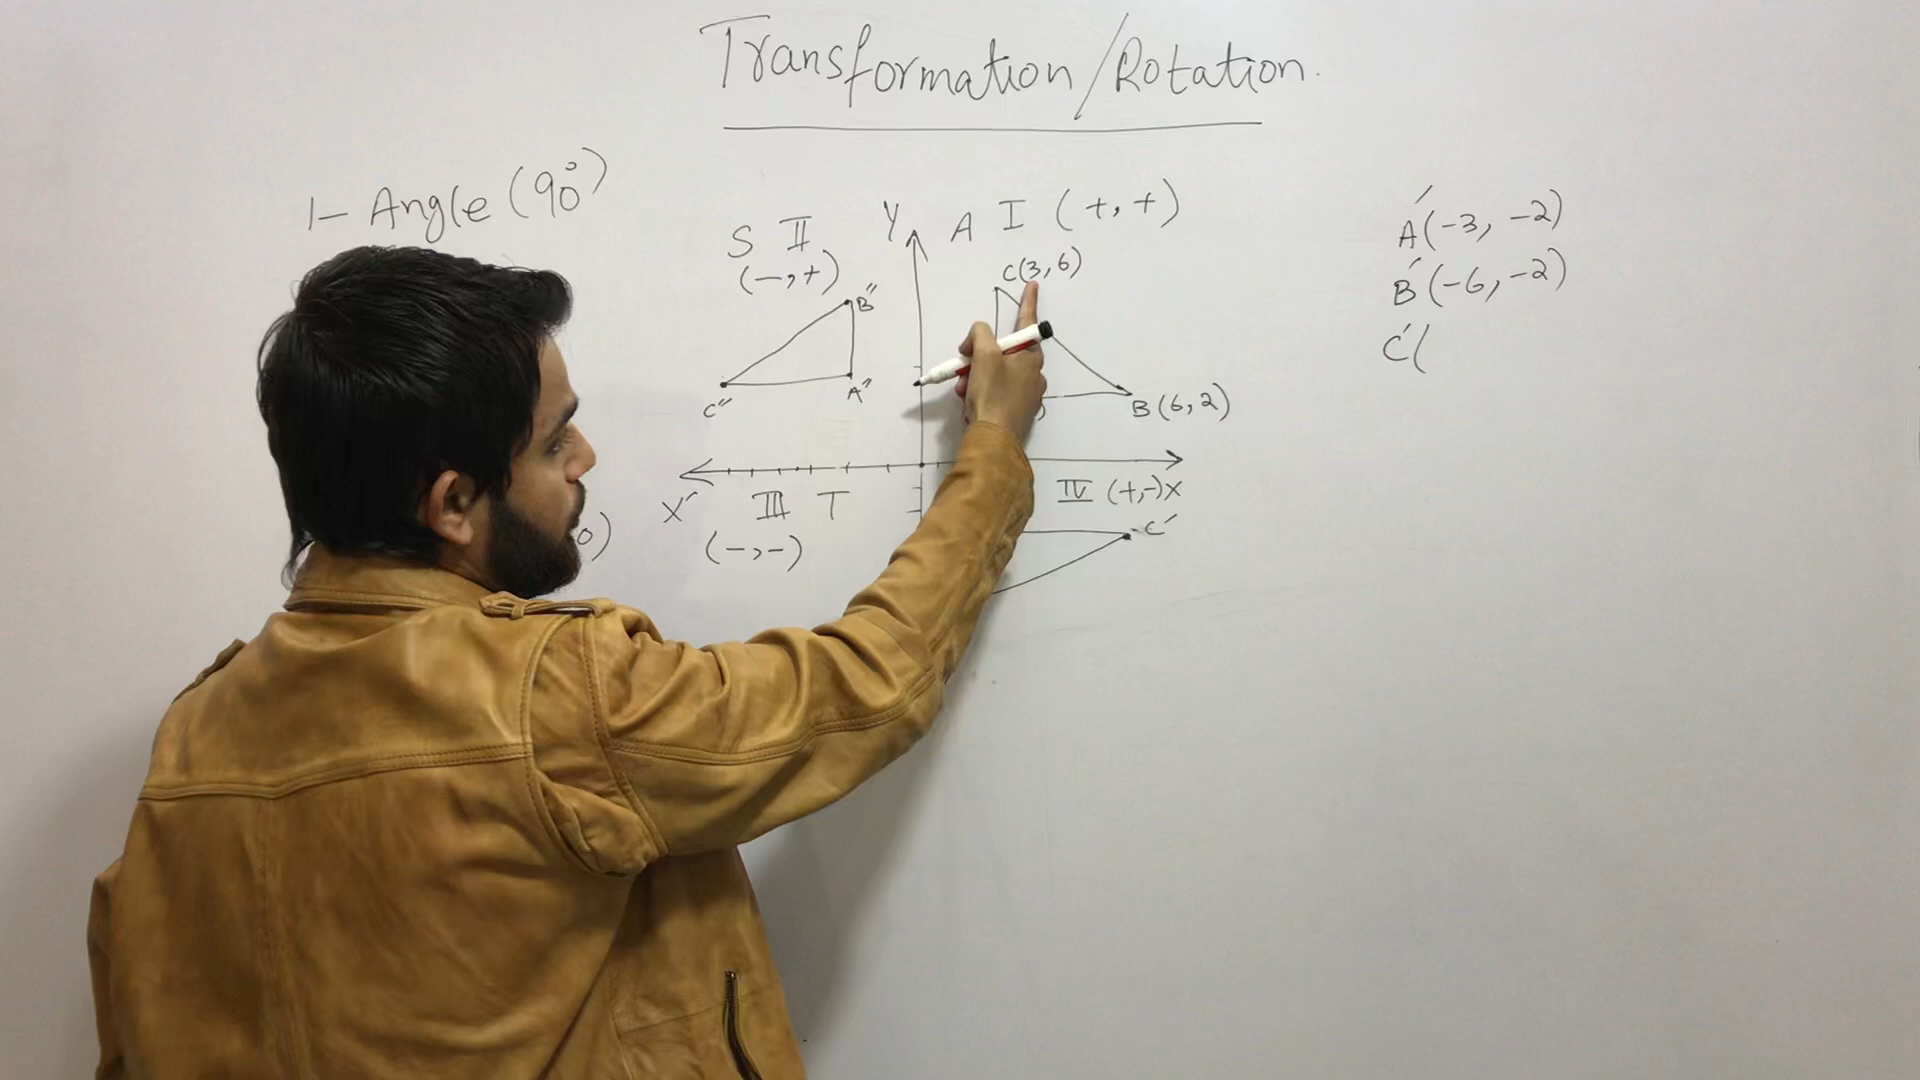 Transformation/Rotation.
1- Angle (90°)
S II
(-,+)
Y
A I (+,+)
C(3,6)
B''
A''
C''
B(6,2)
X'
III T
(-,-)
IV (+,-)X
C'
A'(-3, -2)
B'(-6, -2)
C'(